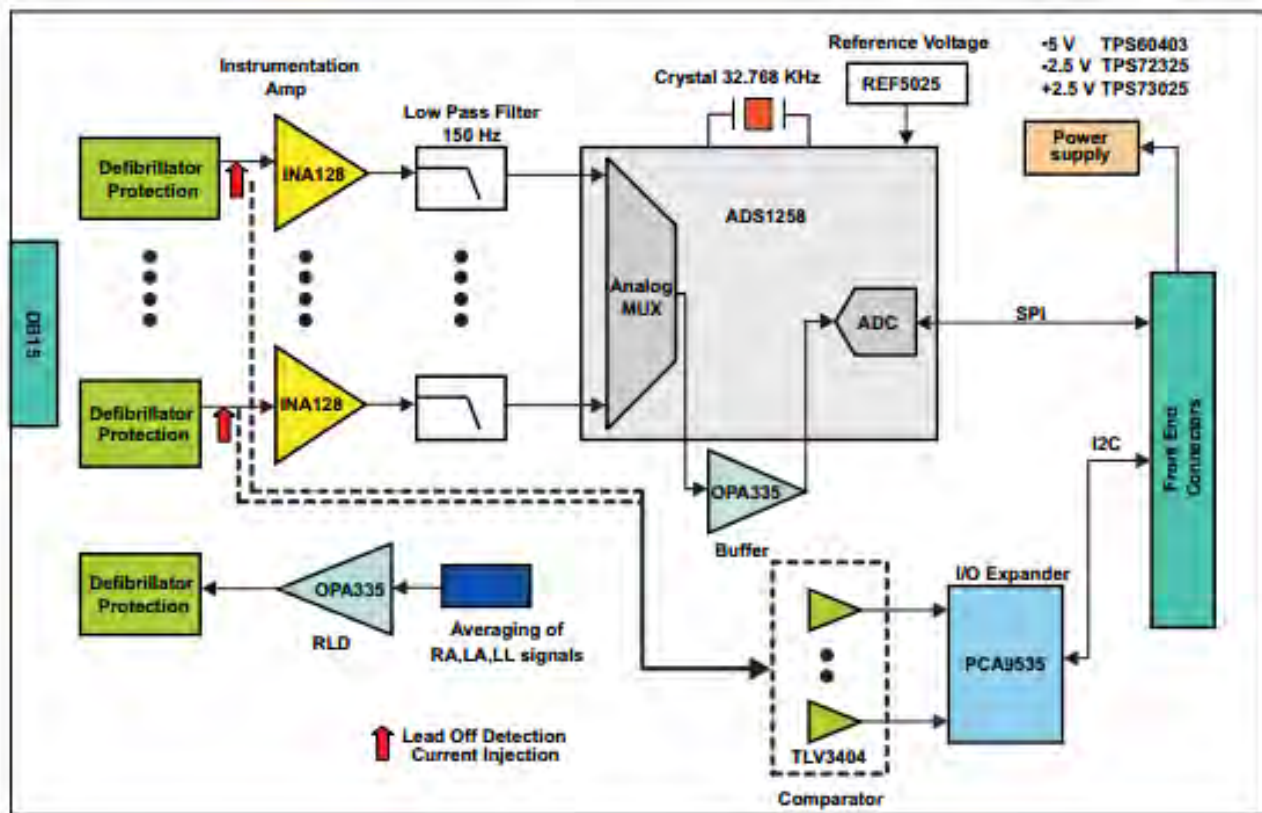 Reference Voltage
REF5025
-5 V TPS60403
-2.5 V TPS72325
+2.5 V TPS73025
Instrumentation
Amp
Crystal 32.768 KHz
Low Pass Filter
150 Hz
Power
supply
Defibrillator
Protection
INA128
ADS1258
DB15
Analog
MUX
ADC
SPI
Defibrillator
Protection
INA128
Front End
Connectors
I2C
OPA335
Buffer
Defibrillator
Protection
OPA335
RLD
Averaging of
RA,LA,LL signals
I/O Expander
PCA9535
Lead Off Detection
Current Injection
TLV3404
Comparator